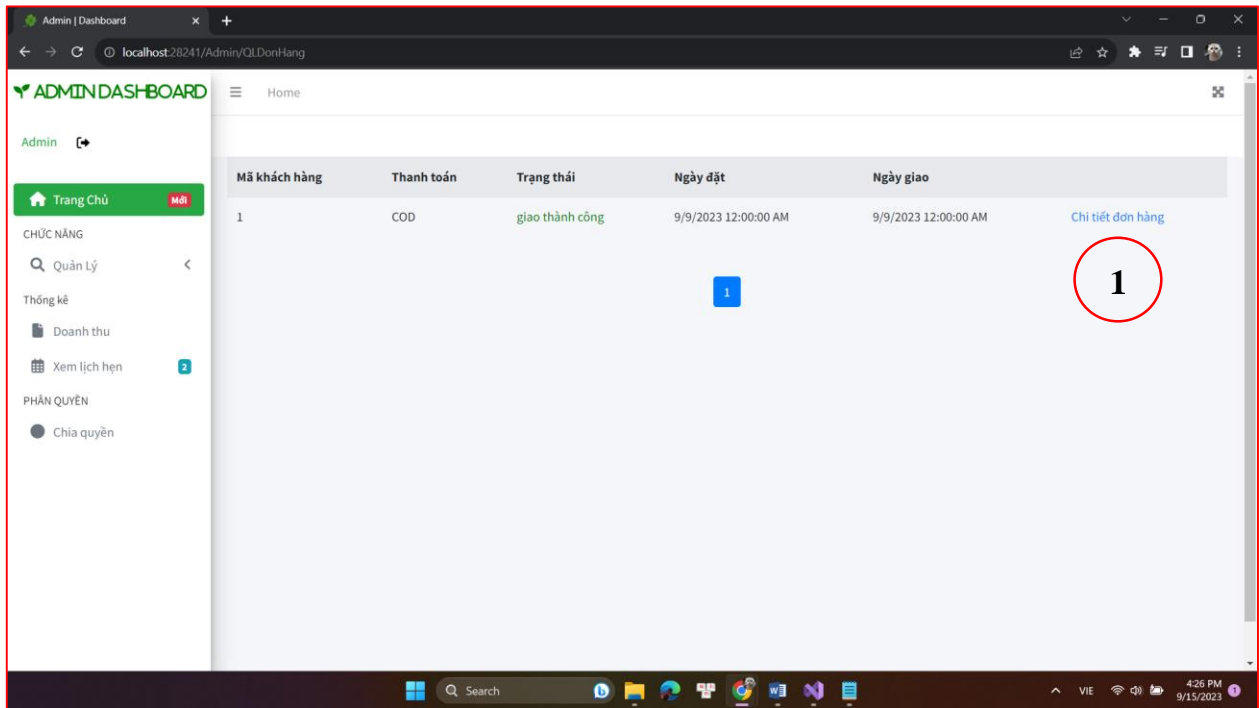 Admin | Dashboard
localhost:28241/Admin/QLDonHang
ADMIN DASHBOARD
Home
Admin
Mã khách hàng Thanh toán Trạng thái Ngày đặt Ngày giao
Trang Chủ Mới
1 COD giao thành công 9/9/2023 12:00:00 AM 9/9/2023 12:00:00 AM Chi tiết đơn hàng
CHỨC NĂNG
Quản Lý
1
1
Thống kê
Doanh thu
Xem lịch hẹn 2
PHÂN QUYỀN
Chia quyền
Search
VIE
4:26 PM
9/15/2023
1